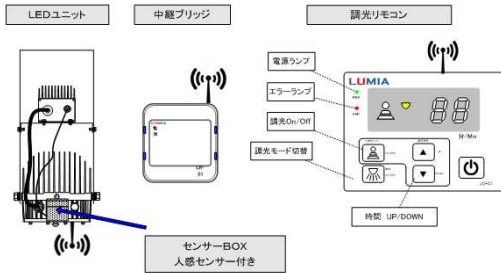 LEDユニット
中継ブリッジ
調光リモコン
電源ランプ
エラーランプ
調光On/Off
調光モード切替
LUMIA
LUMIA
88
分/Min
時間 UP/DOWN
センサーBOX
人感センサー付き